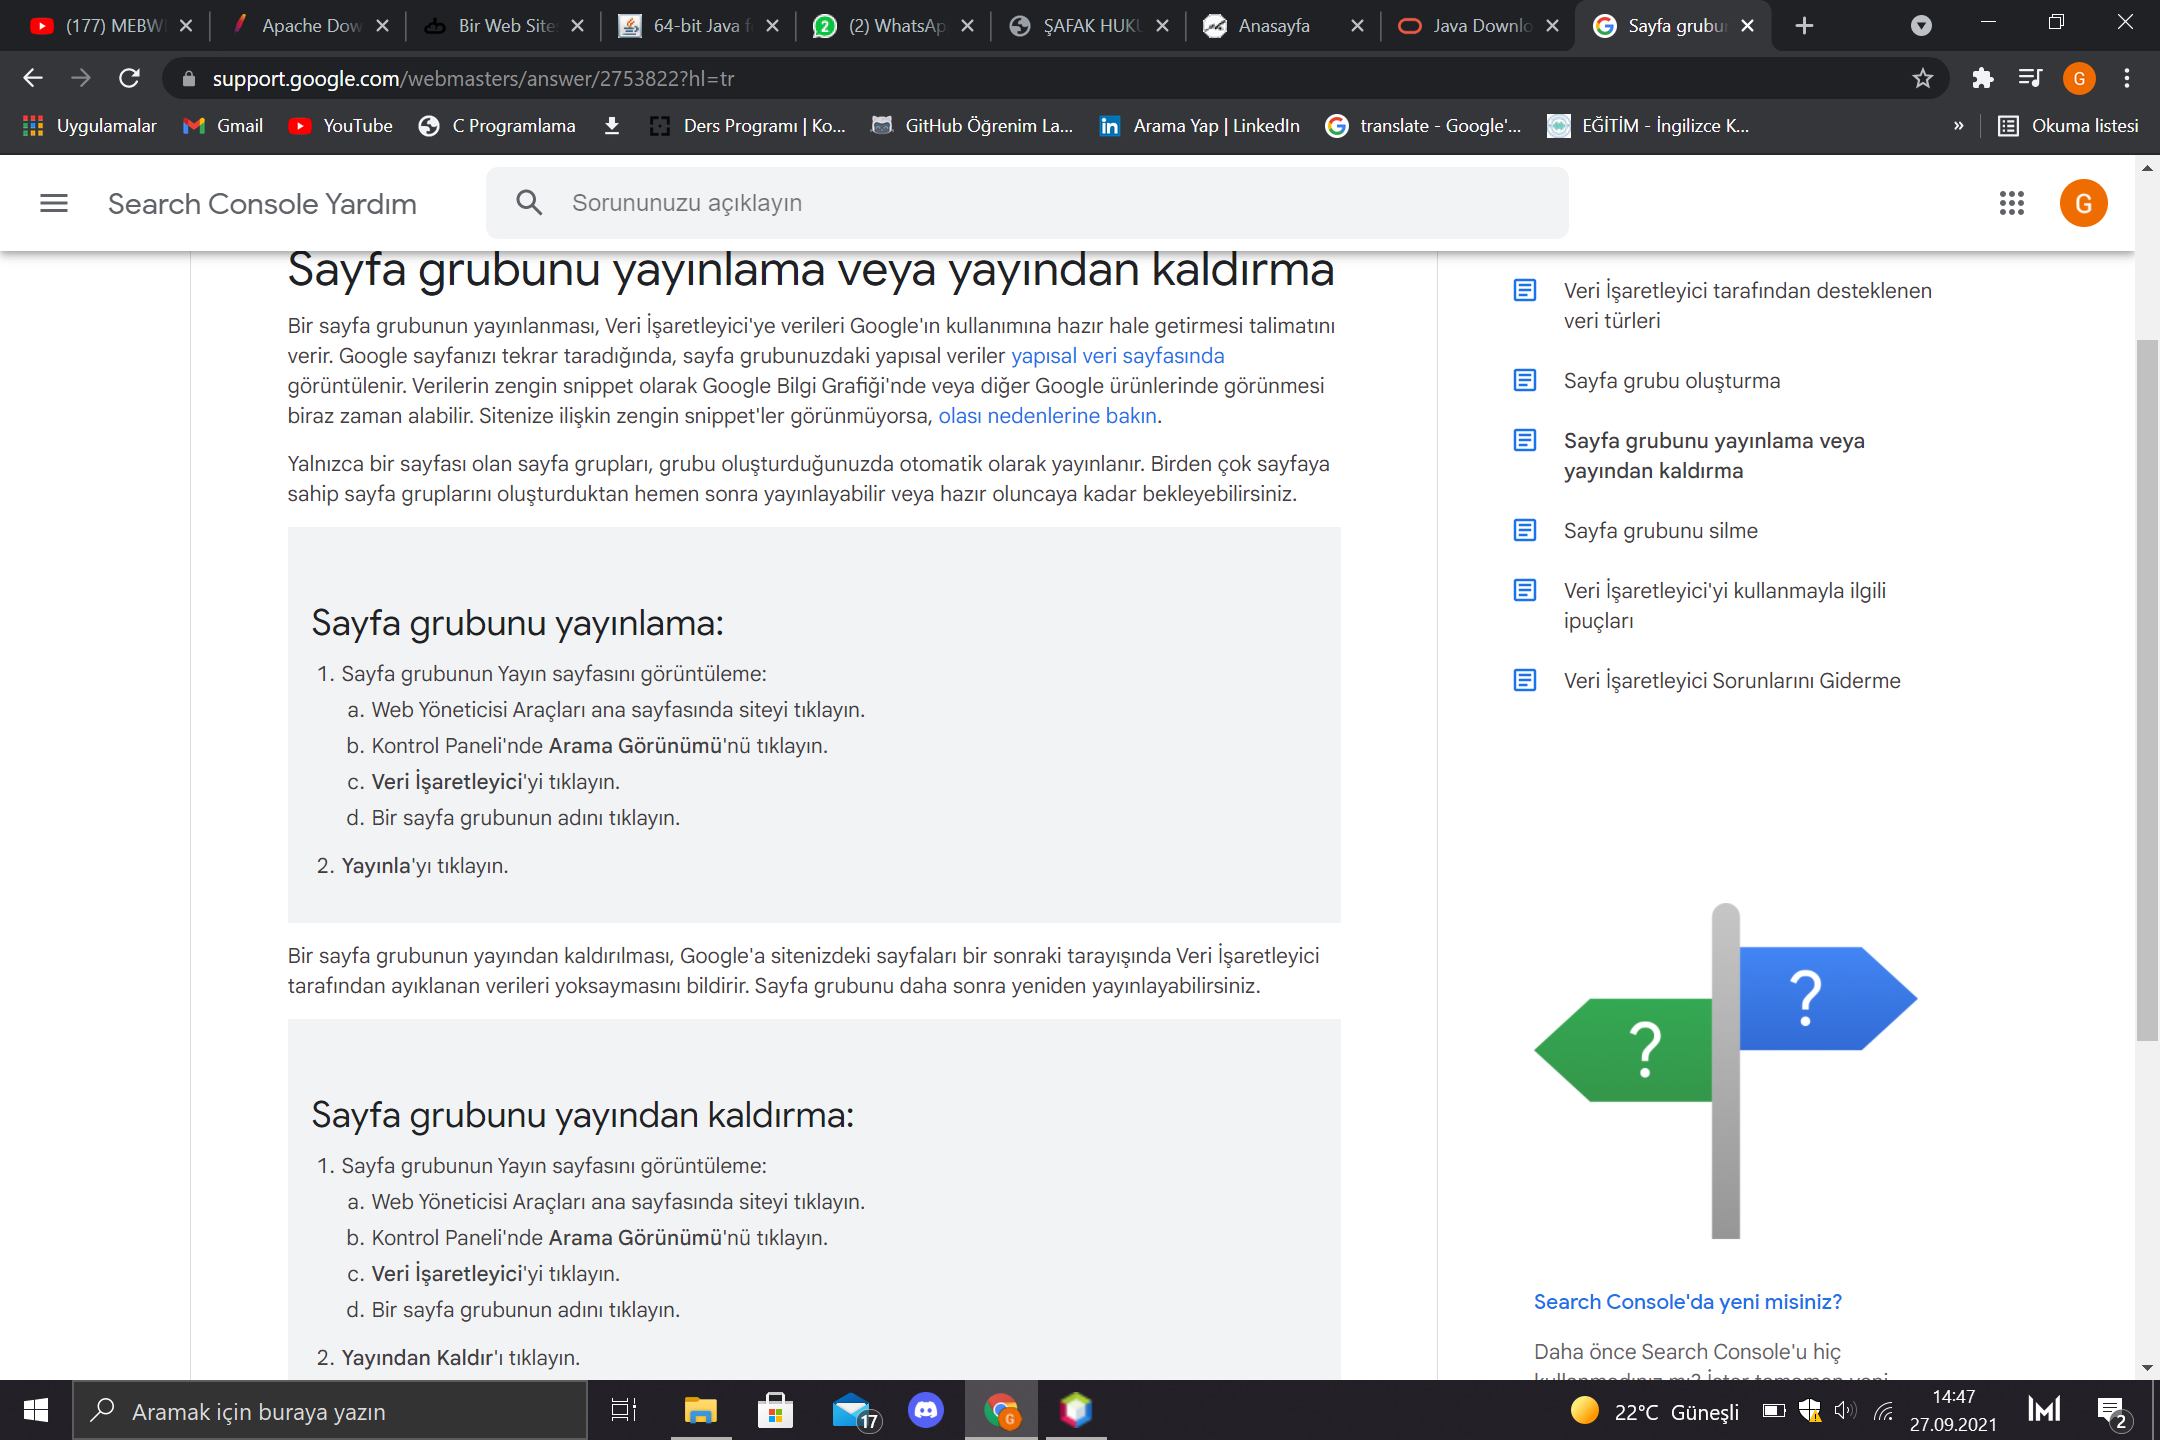 (177) MEBW
Apache Dow
Bir Web Site
64-bit Java f
(2) WhatsAp
ŞAFAK HUKU
Anasayfa
Java Downlo
Sayfa grubu
support.google.com/webmasters/answer/2753822?hl=tr
G
Uygulamalar
Gmail
YouTube
C Programlama
Ders Programı | Ko...
GitHub Öğrenim La...
Arama Yap | LinkedIn
translate - Google'...
EĞİTİM - İngilizce K...
»
Okuma listesi
Search Console Yardım
Sorununuzu açıklayın
G
Sayfa grubunu yayınlama veya yayından kaldırma
Bir sayfa grubunun yayınlanması, Veri İşaretleyici'ye verileri Google'ın kullanımına hazır hale getirmesi talimatını
verir. Google sayfanızı tekrar taradığında, sayfa grubunuzdaki yapısal veriler yapısal veri sayfasında
görüntülenir. Verilerin zengin snippet olarak Google Bilgi Grafiği'nde veya diğer Google ürünlerinde görünmesi
biraz zaman alabilir. Sitenize ilişkin zengin snippet'ler görünmüyorsa, olası nedenlerine bakın.
Yalnızca bir sayfası olan sayfa grupları, grubu oluşturduğunuzda otomatik olarak yayınlanır. Birden çok sayfaya
sahip sayfa gruplarını oluşturduktan hemen sonra yayınlayabilir veya hazır oluncaya kadar bekleyebilirsiniz.
Sayfa grubunu yayınlama:
1. Sayfa grubunun Yayın sayfasını görüntüleme:
a. Web Yöneticisi Araçları ana sayfasında siteyi tıklayın.
b. Kontrol Paneli'nde Arama Görünümü'nü tıklayın.
c. Veri İşaretleyici'yi tıklayın.
d. Bir sayfa grubunun adını tıklayın.
2. Yayınla'yı tıklayın.
Bir sayfa grubunun yayından kaldırılması, Google'a sitenizdeki sayfaları bir sonraki tarayışında Veri İşaretleyici
tarafından ayıklanan verileri yoksaymasını bildirir. Sayfa grubunu daha sonra yeniden yayınlayabilirsiniz.
Sayfa grubunu yayından kaldırma:
1. Sayfa grubunun Yayın sayfasını görüntüleme:
a. Web Yöneticisi Araçları ana sayfasında siteyi tıklayın.
b. Kontrol Paneli'nde Arama Görünümü'nü tıklayın.
c. Veri İşaretleyici'yi tıklayın.
d. Bir sayfa grubunun adını tıklayın.
2. Yayından Kaldır'ı tıklayın.
Veri İşaretleyici tarafından desteklenen
veri türleri
Sayfa grubu oluşturma
Sayfa grubunu yayınlama veya
yayından kaldırma
Sayfa grubunu silme
Veri İşaretleyici'yi kullanmayla ilgili
ipuçları
Veri İşaretleyici Sorunlarını Giderme
?
?
Search Console'da yeni misiniz?
Daha önce Search Console'u hiç
Aramak için buraya yazın
17
G
22°C Güneşli
14:47
27.09.2021
2